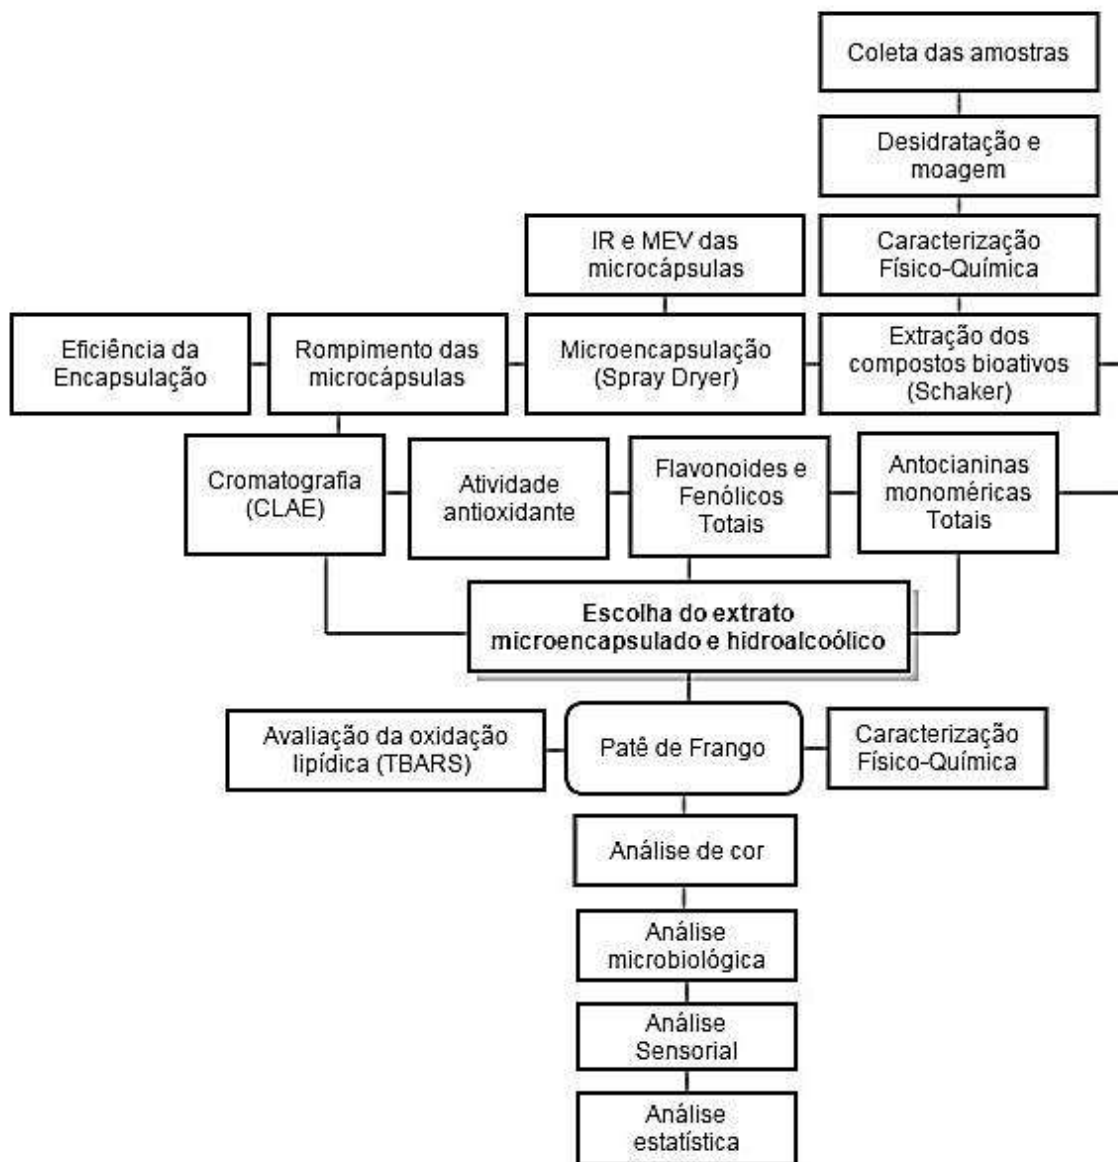 Coleta das amostras
Desidratação e
moagem
IR e MEV das
microcápsulas
Caracterização
Físico-Química
Eficiência da
Encapsulação
Rompimento das
microcápsulas
Microencapsulação
(Spray Dryer)
Extração dos
compostos bioativos
(Schaker)
Cromatografia
(CLAE)
Atividade
antioxidante
Flavonoides e
Fenólicos
Totais
Antocianinas
monoméricas
Totais
Escolha do extrato
microencapsulado e hidroalcoólico
Avaliação da oxidação
lipídica (TBARS)
Patê de Frango
Caracterização
Físico-Química
Análise de cor
Análise
microbiológica
Análise
Sensorial
Análise
estatística